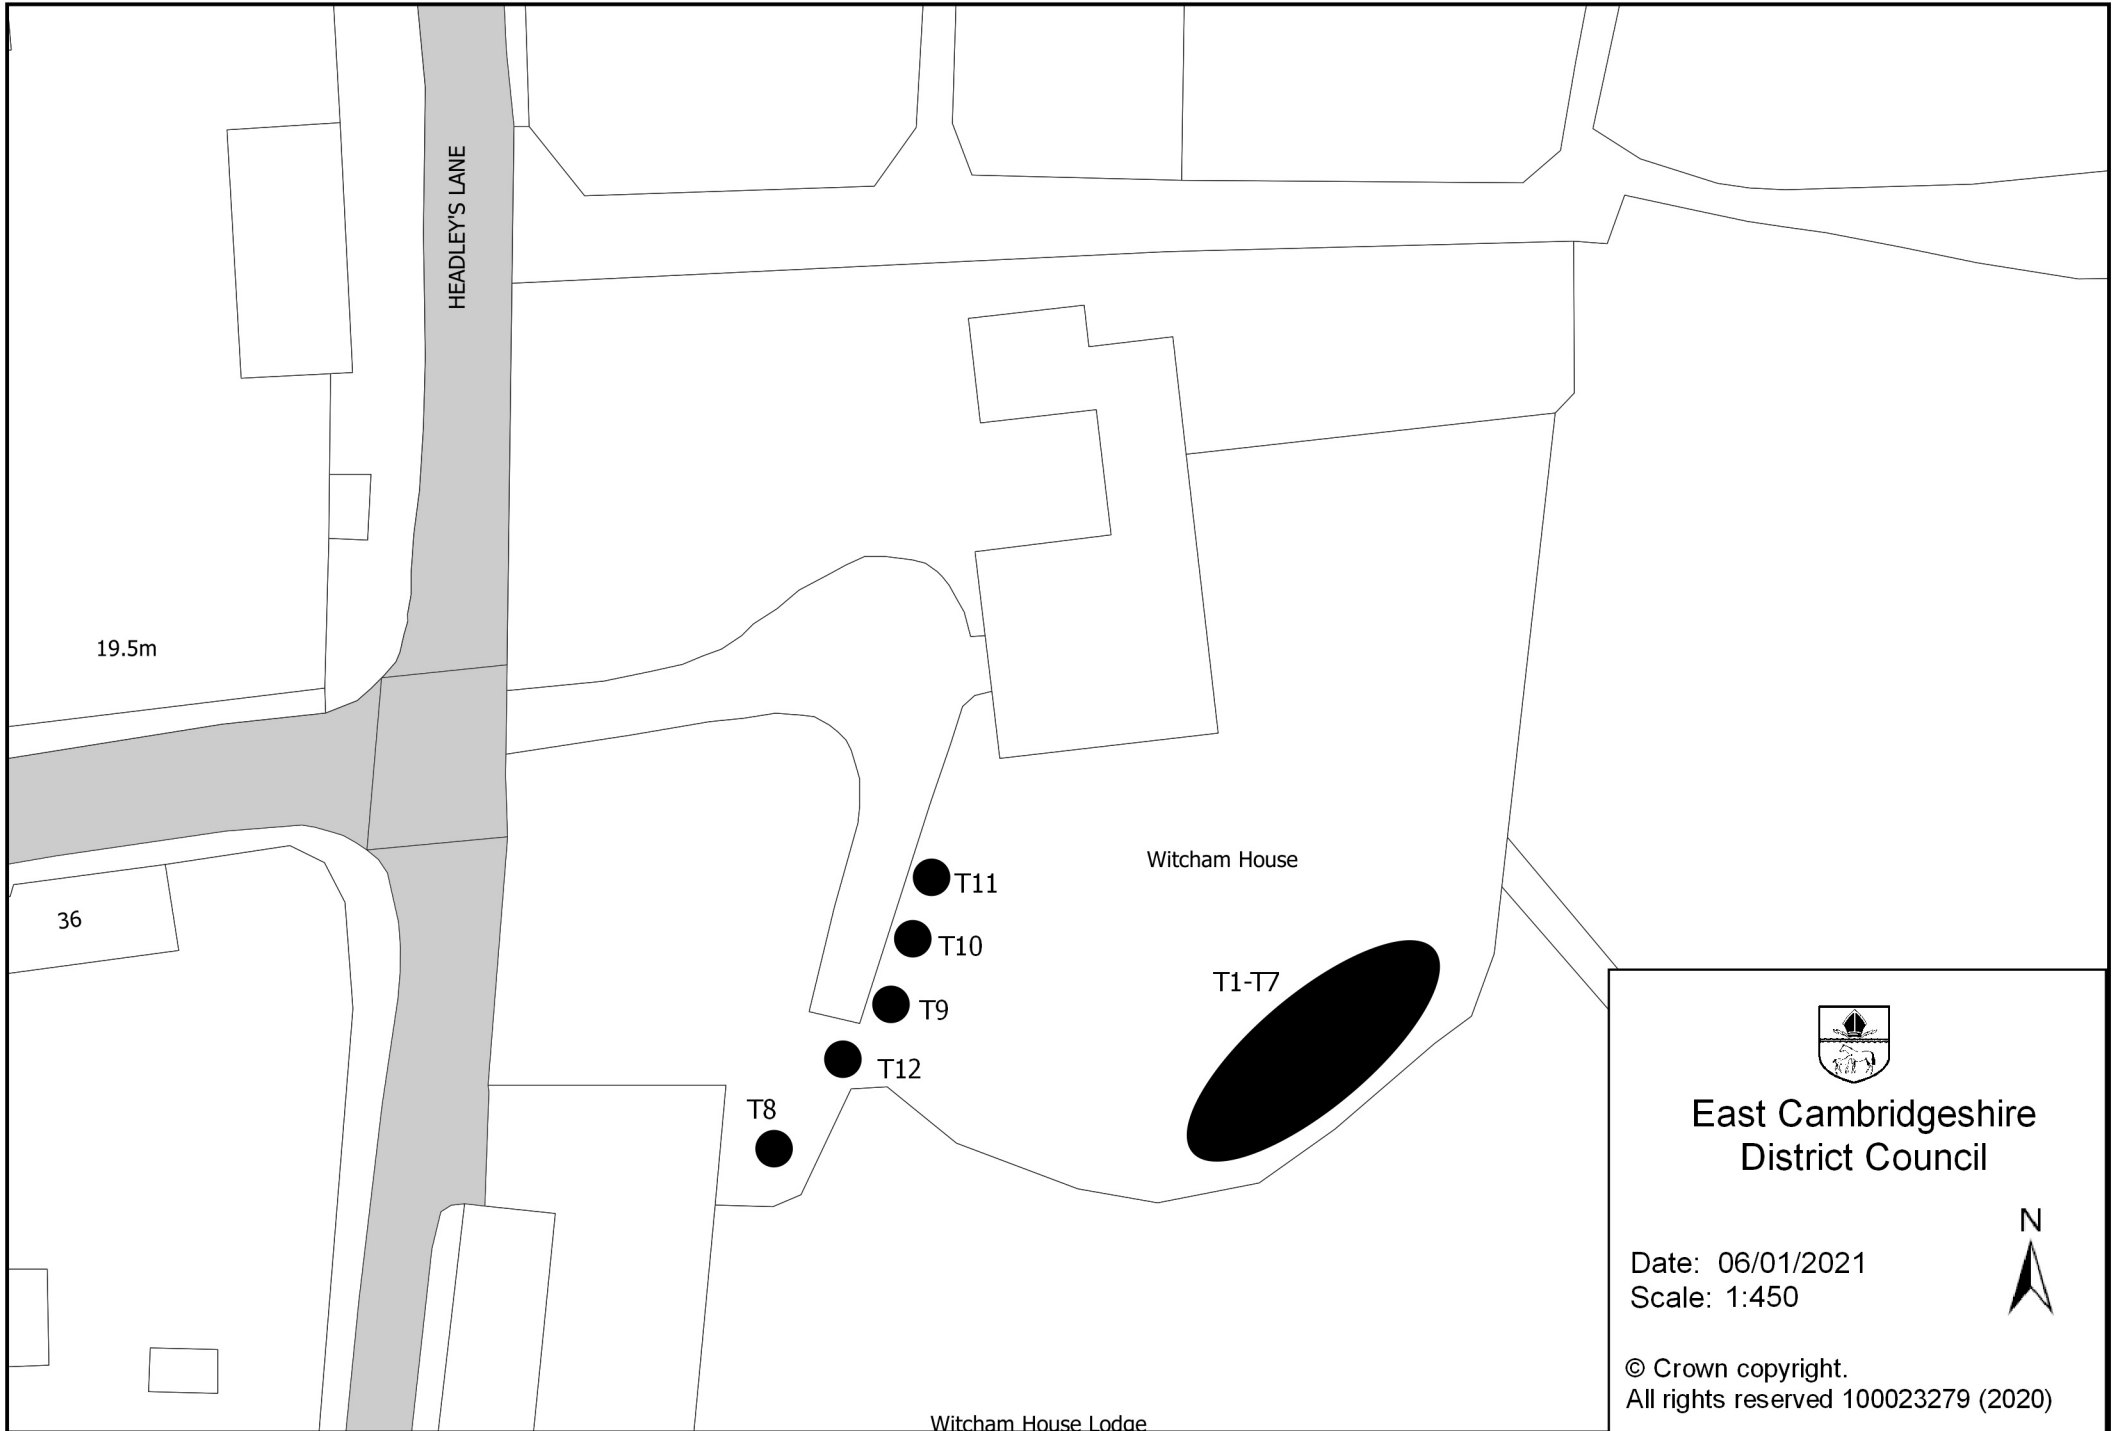 HEADLEY'S LANE
19.5m
36
Witcham House
T11
T10
T9
T12
T8
T1-T7
Witcham House Lodge
East Cambridgeshire
District Council
N
Date: 06/01/2021
Scale: 1:450
© Crown copyright.
All rights reserved 100023279 (2020)